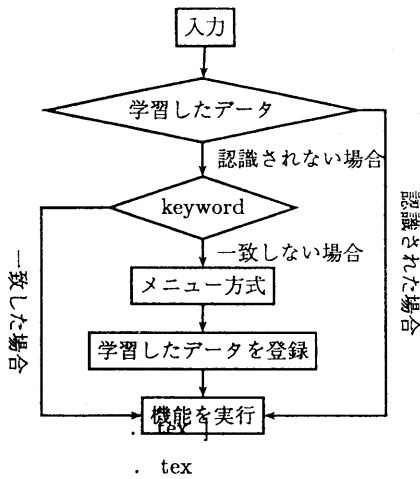 入力
学習したデータ
認識されない場合
keyword
一致しない場合
メニュー方式
学習したデータを登録
機能を実行
一致した場合
認識された場合
. tex ]
. tex